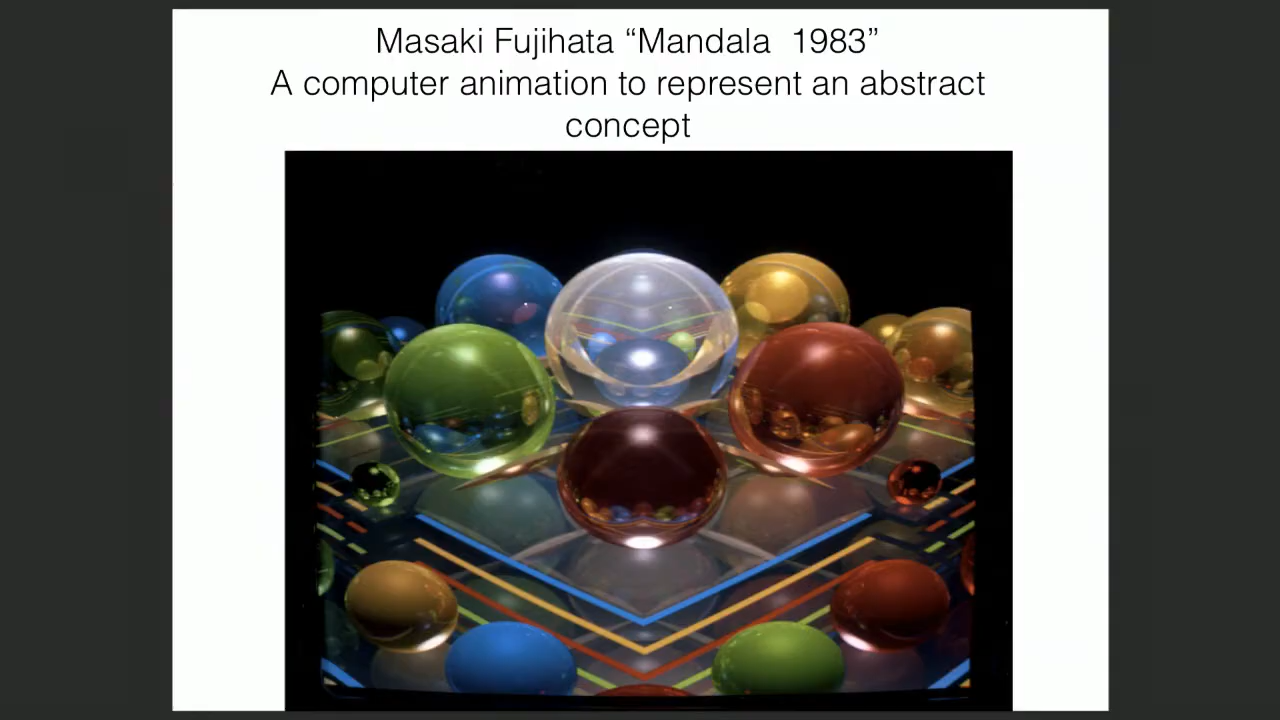 Masaki Fujihata “Mandala  1983”
A computer animation to represent an abstract
concept